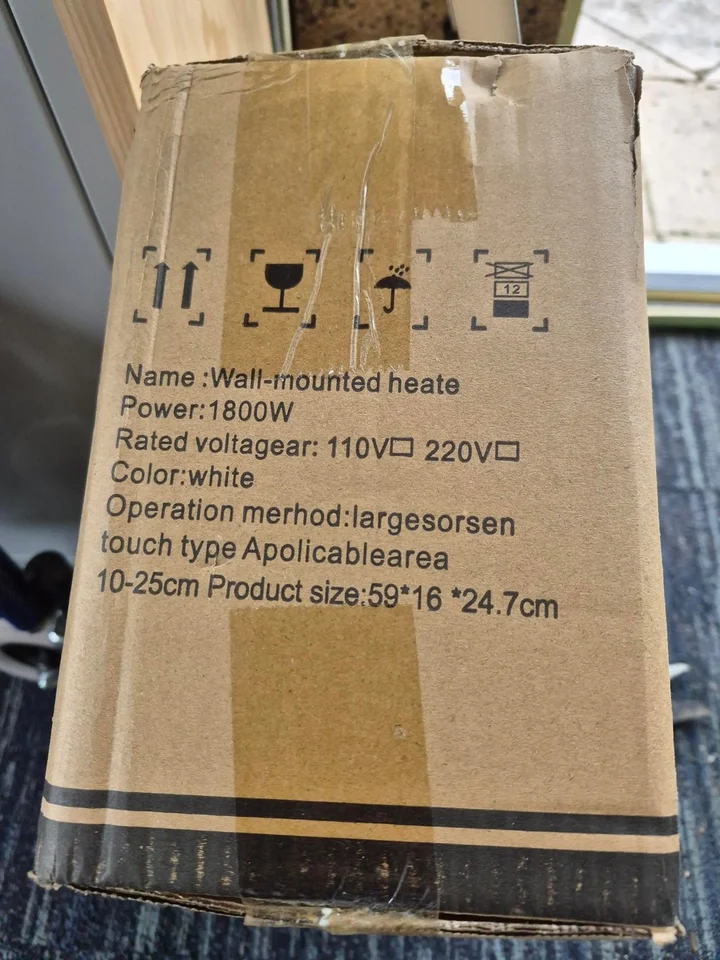 12
Name :Wall-mounted heate
Power:1800W
Rated voltagear: 110V☐ 220V☐
Color:white
Operation merhod:largesorsen
touch type Apolicablearea
10-25cm Product size:59*16 *24.7cm